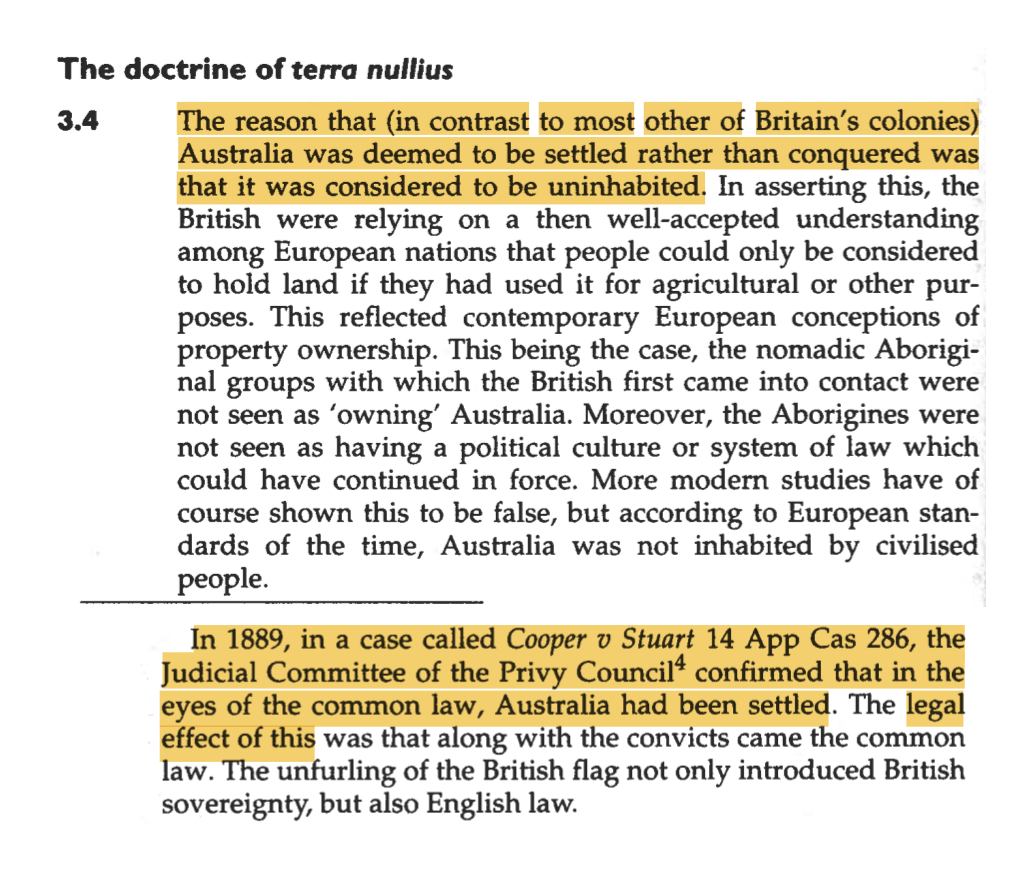 The doctrine of terra nullius
3.4 The reason that (in contrast to most other of Britain's colonies)
Australia was deemed to be settled rather than conquered was
that it was considered to be uninhabited. In asserting this, the
British were relying on a then well-accepted understanding
among European nations that people could only be considered
to hold land if they had used it for agricultural or other pur-
poses. This reflected contemporary European conceptions of
property ownership. This being the case, the nomadic Aborigi-
nal groups with which the British first came into contact were
not seen as 'owning' Australia. Moreover, the Aborigines were
not seen as having a political culture or system of law which
could have continued in force. More modern studies have of
course shown this to be false, but according to European stan-
dards of the time, Australia was not inhabited by civilised
people.
In 1889, in a case called Cooper v Stuart 14 App Cas 286, the
Judicial Committee of the Privy Council4 confirmed that in the
eyes of the common law, Australia had been settled. The legal
effect of this was that along with the convicts came the common
law. The unfurling of the British flag not only introduced British
sovereignty, but also English law.